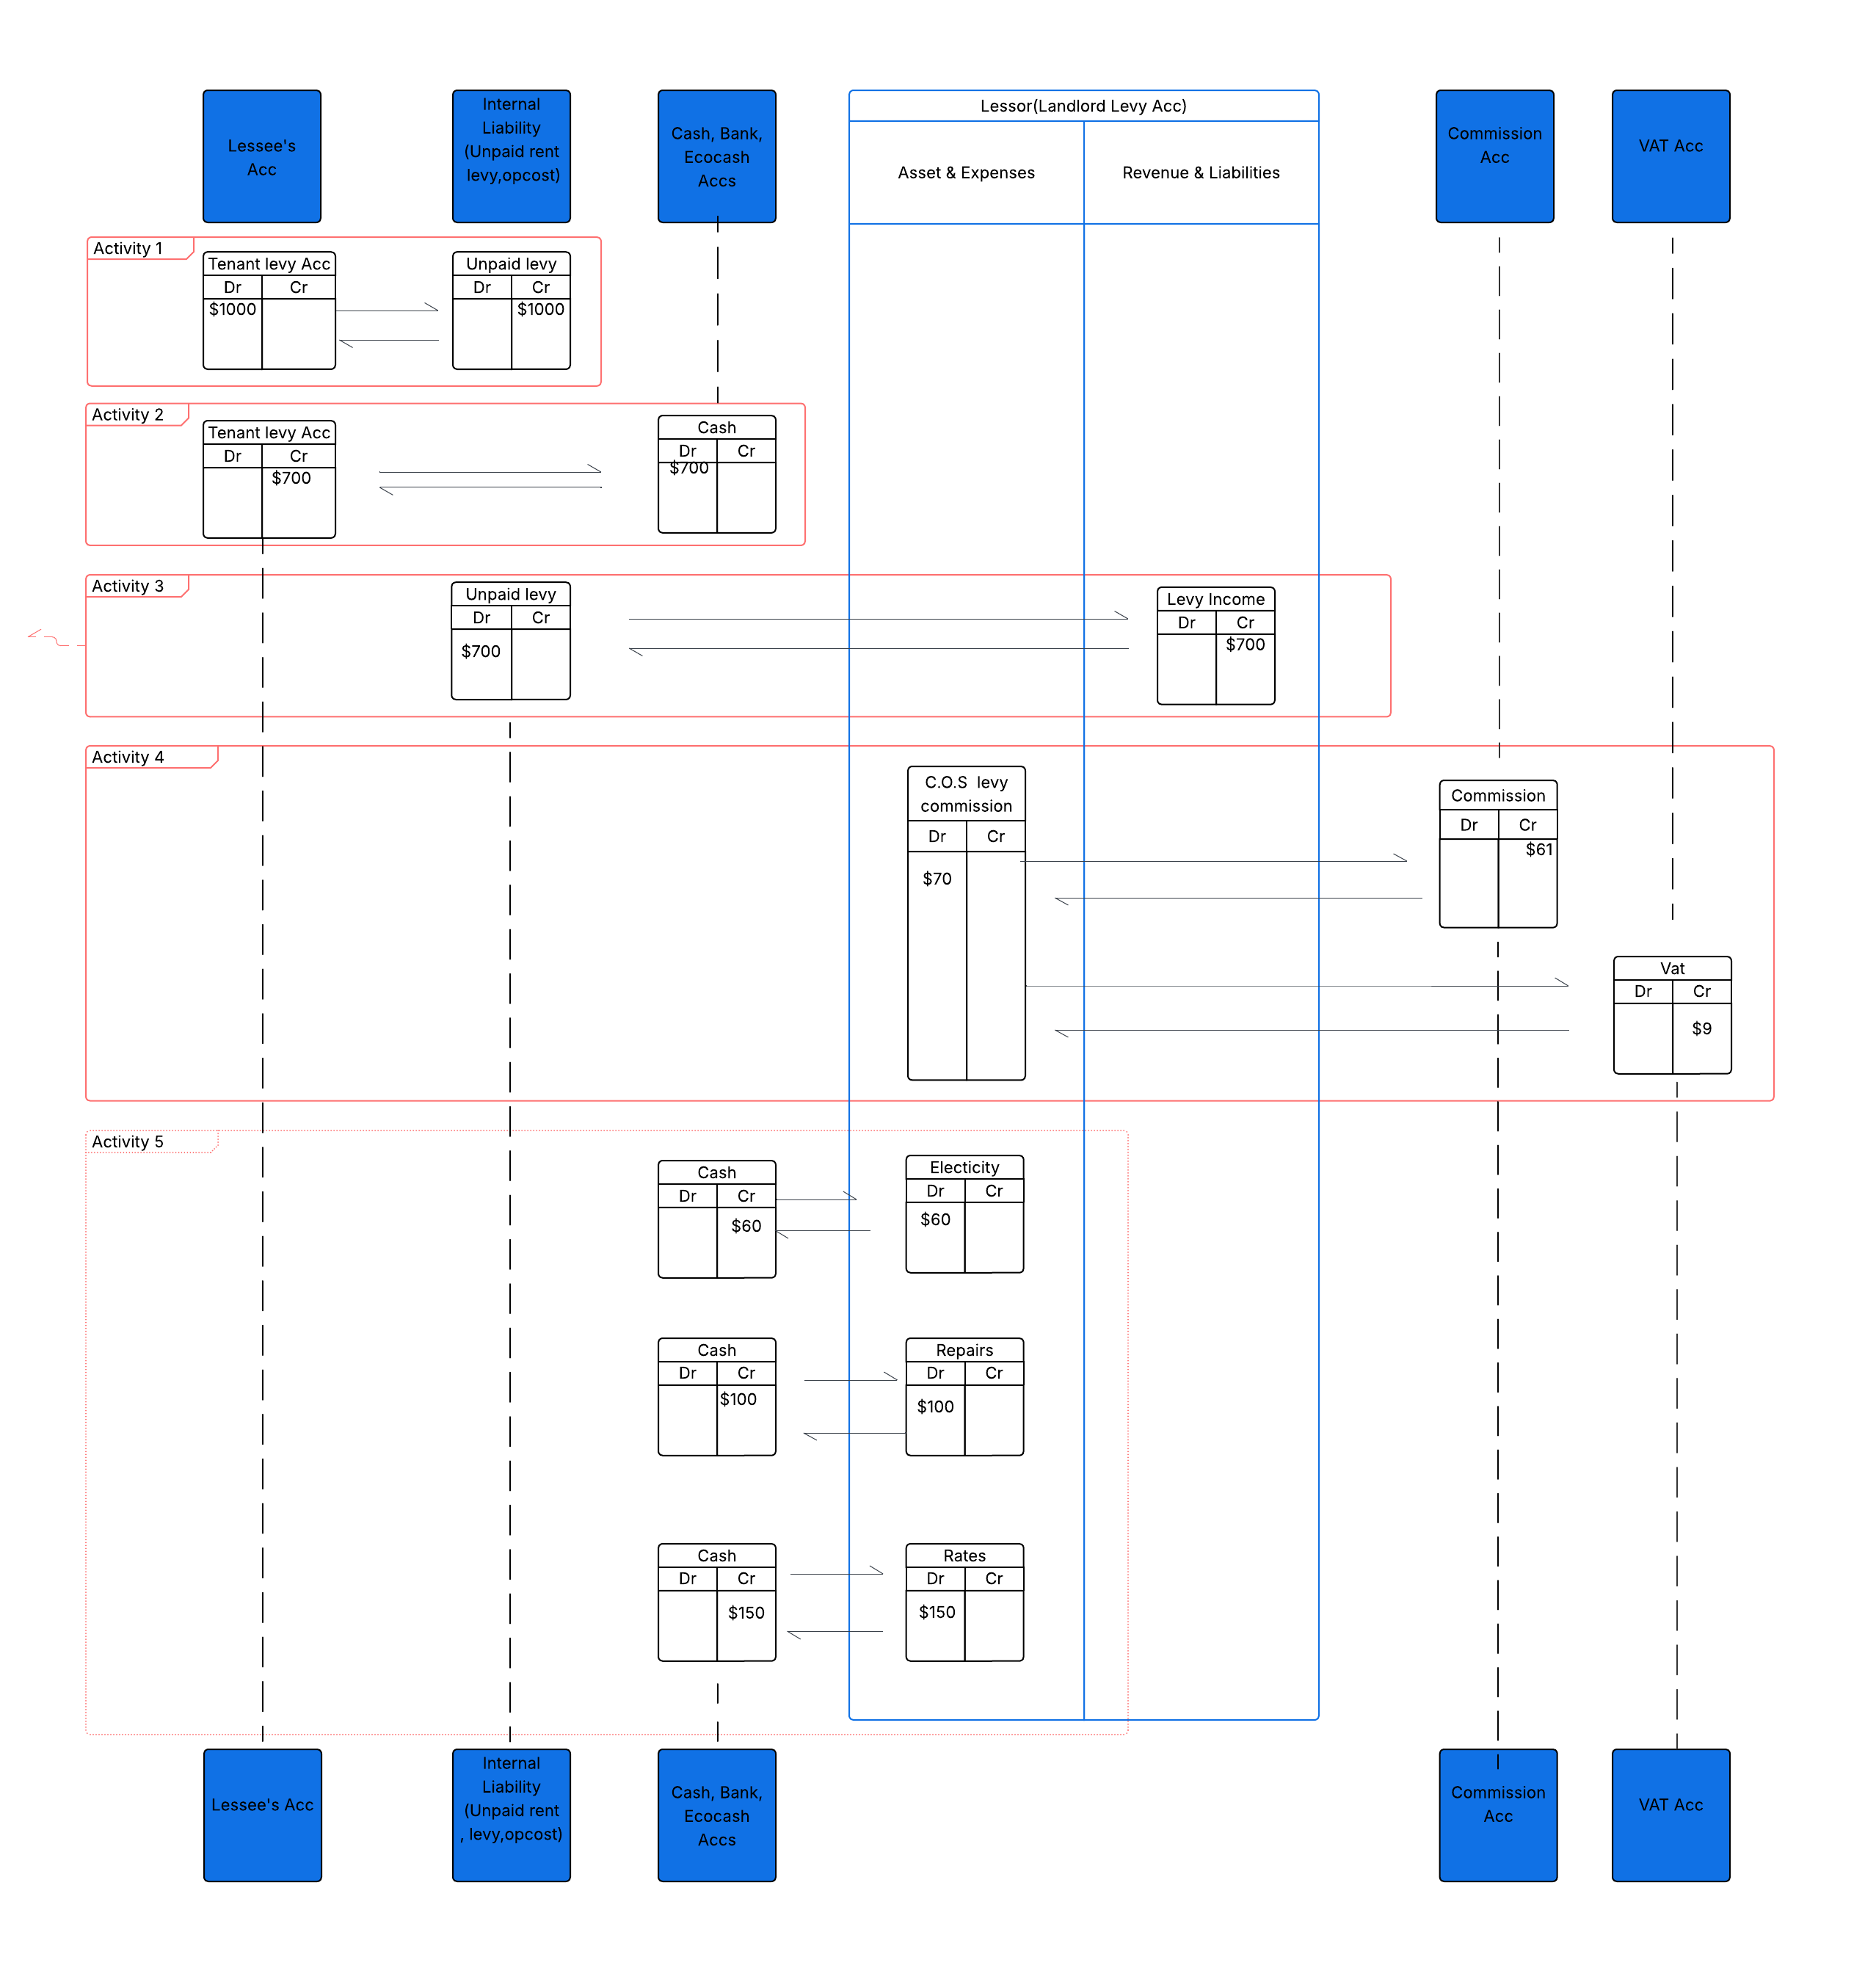 Lessee's
Acc
Internal
Liability
(Unpaid rent
levy,opcost)
Cash, Bank,
Ecocash
Accs
Lessor(Landlord Levy Acc)
Asset & Expenses
Revenue & Liabilities
Commission
Acc
VAT Acc
Activity 1
Tenant levy Acc
Dr Cr
$1000
Unpaid levy
Dr Cr
$1000
Activity 2
Tenant levy Acc
Dr Cr
$700
Cash
Dr Cr
$700
Activity 3
Unpaid levy
Dr Cr
$700
Levy Income
Dr Cr
$700
Activity 4
C.O.S levy
commission
Dr Cr
$70
Commission
Dr Cr
$61
Vat
Dr Cr
$9
Activity 5
Cash
Dr Cr
$60
Electicity
Dr Cr
$60
Cash
Dr Cr
$100
Repairs
Dr Cr
$100
Cash
Dr Cr
$150
Rates
Dr Cr
$150
Lessee's Acc
Internal
Liability
(Unpaid rent
, levy,opcost)
Cash, Bank,
Ecocash
Accs
Commission
Acc
VAT Acc